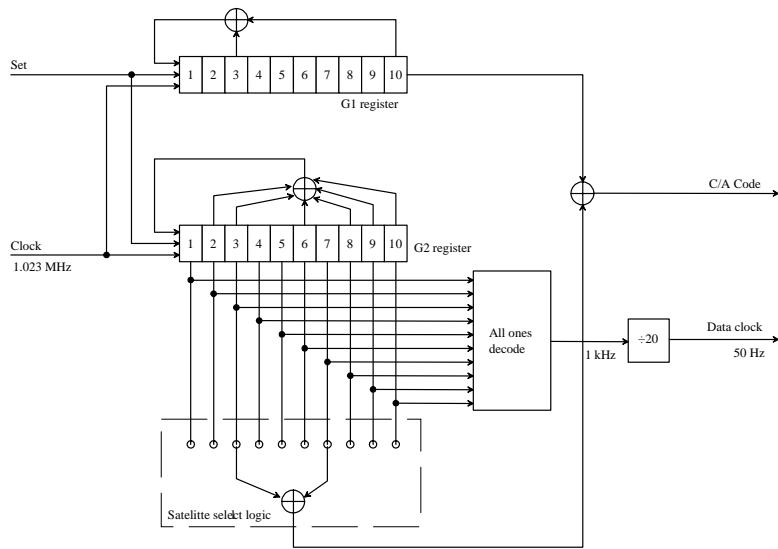 Set
1 2 3 4 5 6 7 8 9 10
G1 register
C/A Code
1 2 3 4 5 6 7 8 9 10
G2 register
Clock
1.023 MHz
All ones
decode
1 kHz
÷20
Data clock
50 Hz
Satelitte select logic